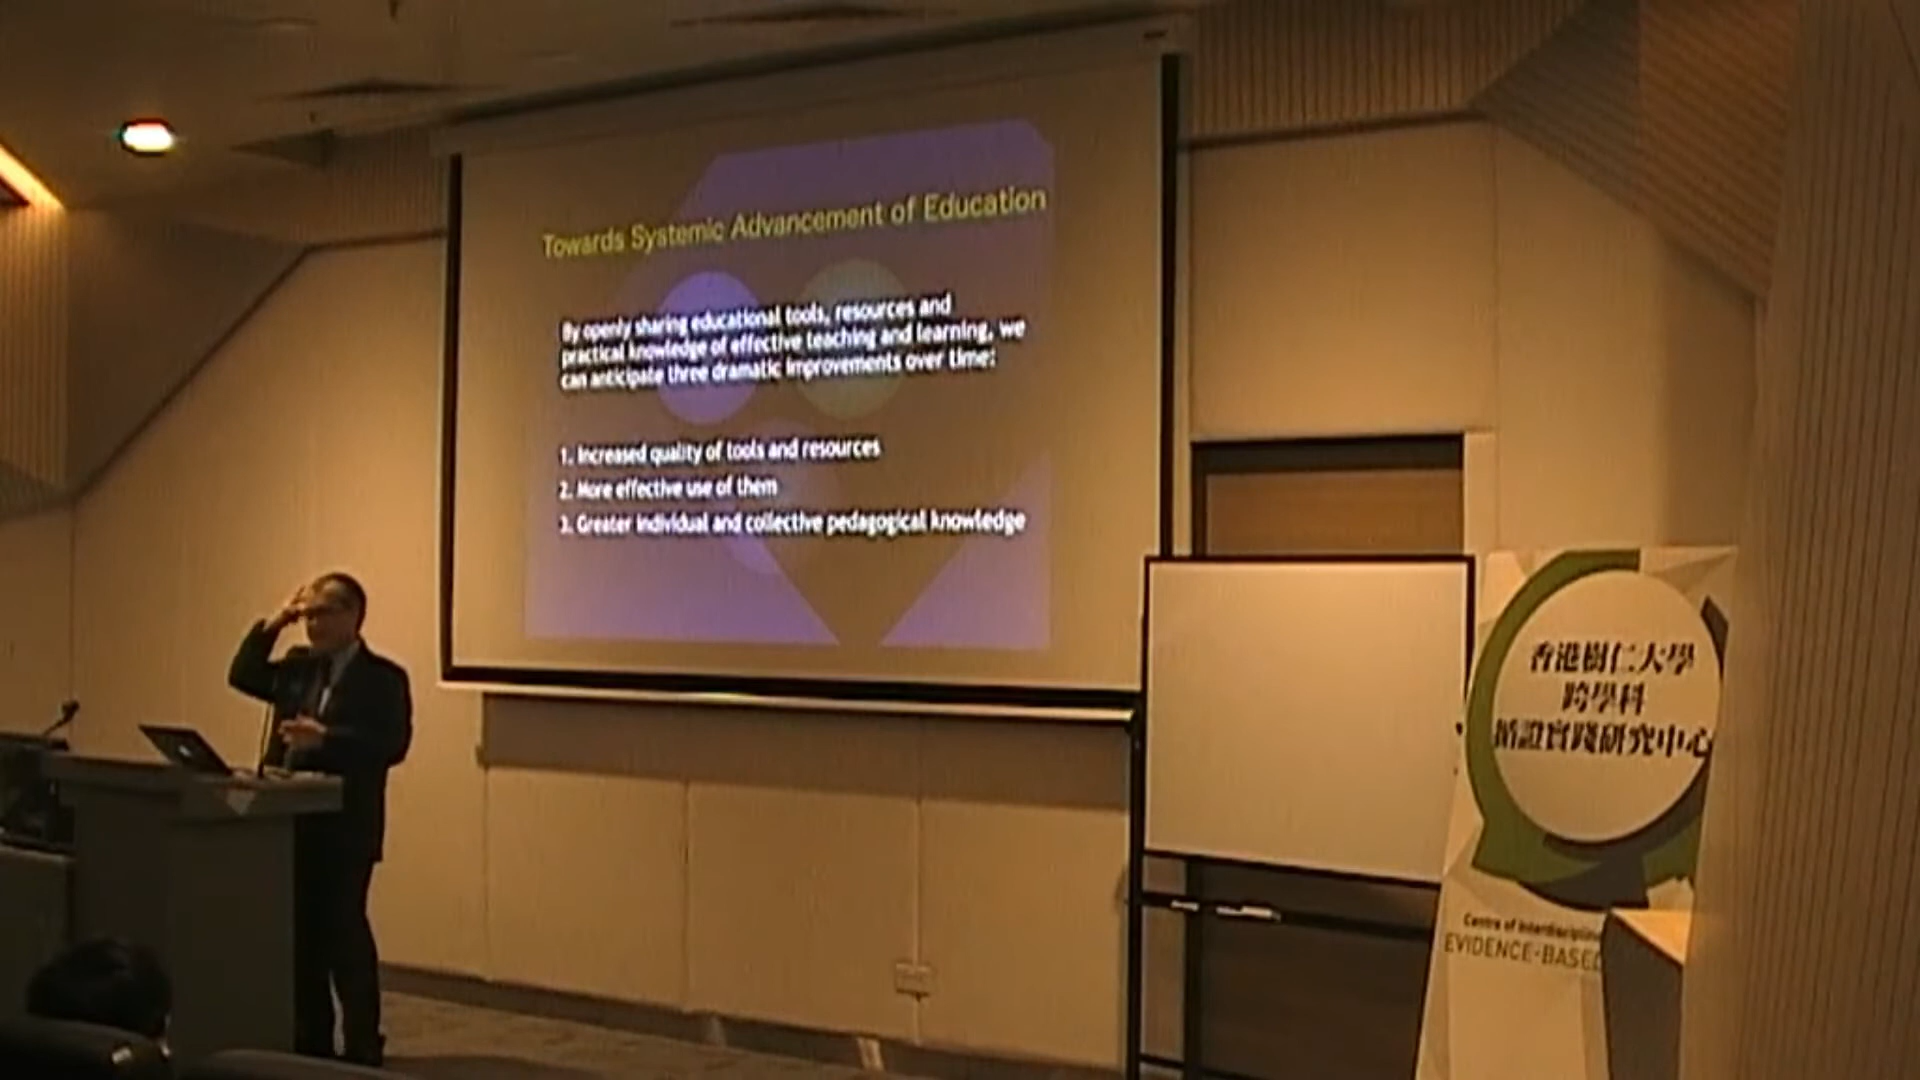 Towards Systemic Advancement of Education
By openly sharing educational tools, resources and
practical knowledge of effective teaching and learning, we
can anticipate three dramatic improvements over time:
1. Increased quality of tools and resources
2. More effective use of them
3. Greater individual and collective pedagogical knowledge
香港樹仁大學
跨學科
循證實踐研究中心
Centre of
EVIDENCE-BASED